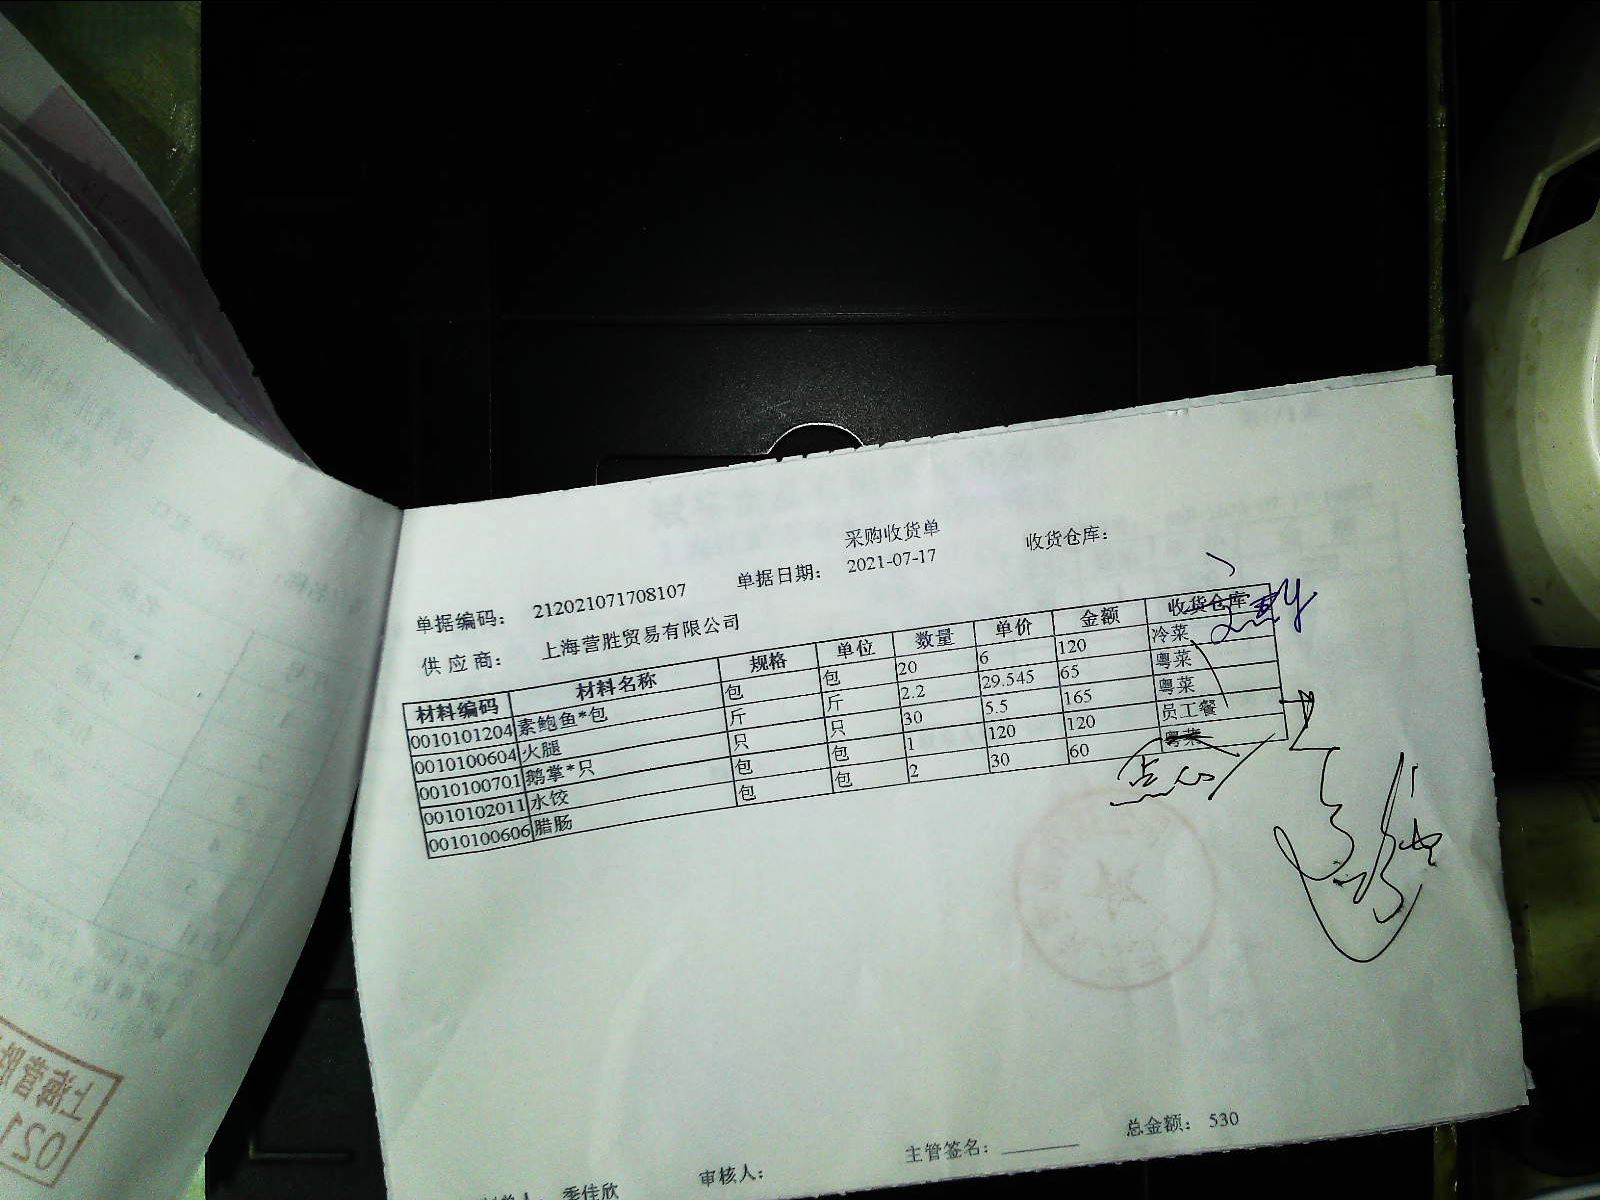 采购收货单
单据编码： 212021071708107 单据日期： 2021-07-17 收货仓库：
供应商： 上海营胜贸易有限公司
材料编码 材料名称 规格 单位 数量 单价 金额 收货仓库
0010101204 素鲍鱼*包 包 包 20 6 120 冷菜
0010100604 火腿 斤 斤 2.2 29.545 65 粤菜
0010100701 鹅掌*只 只 只 30 5.5 165 粤菜
0010102011 水饺 包 包 1 120 120 员工餐
0010100606 腊肠 包 包 2 30 60 粤菜
点心
总金额： 530
季佳欣 审核人： 主管签名：